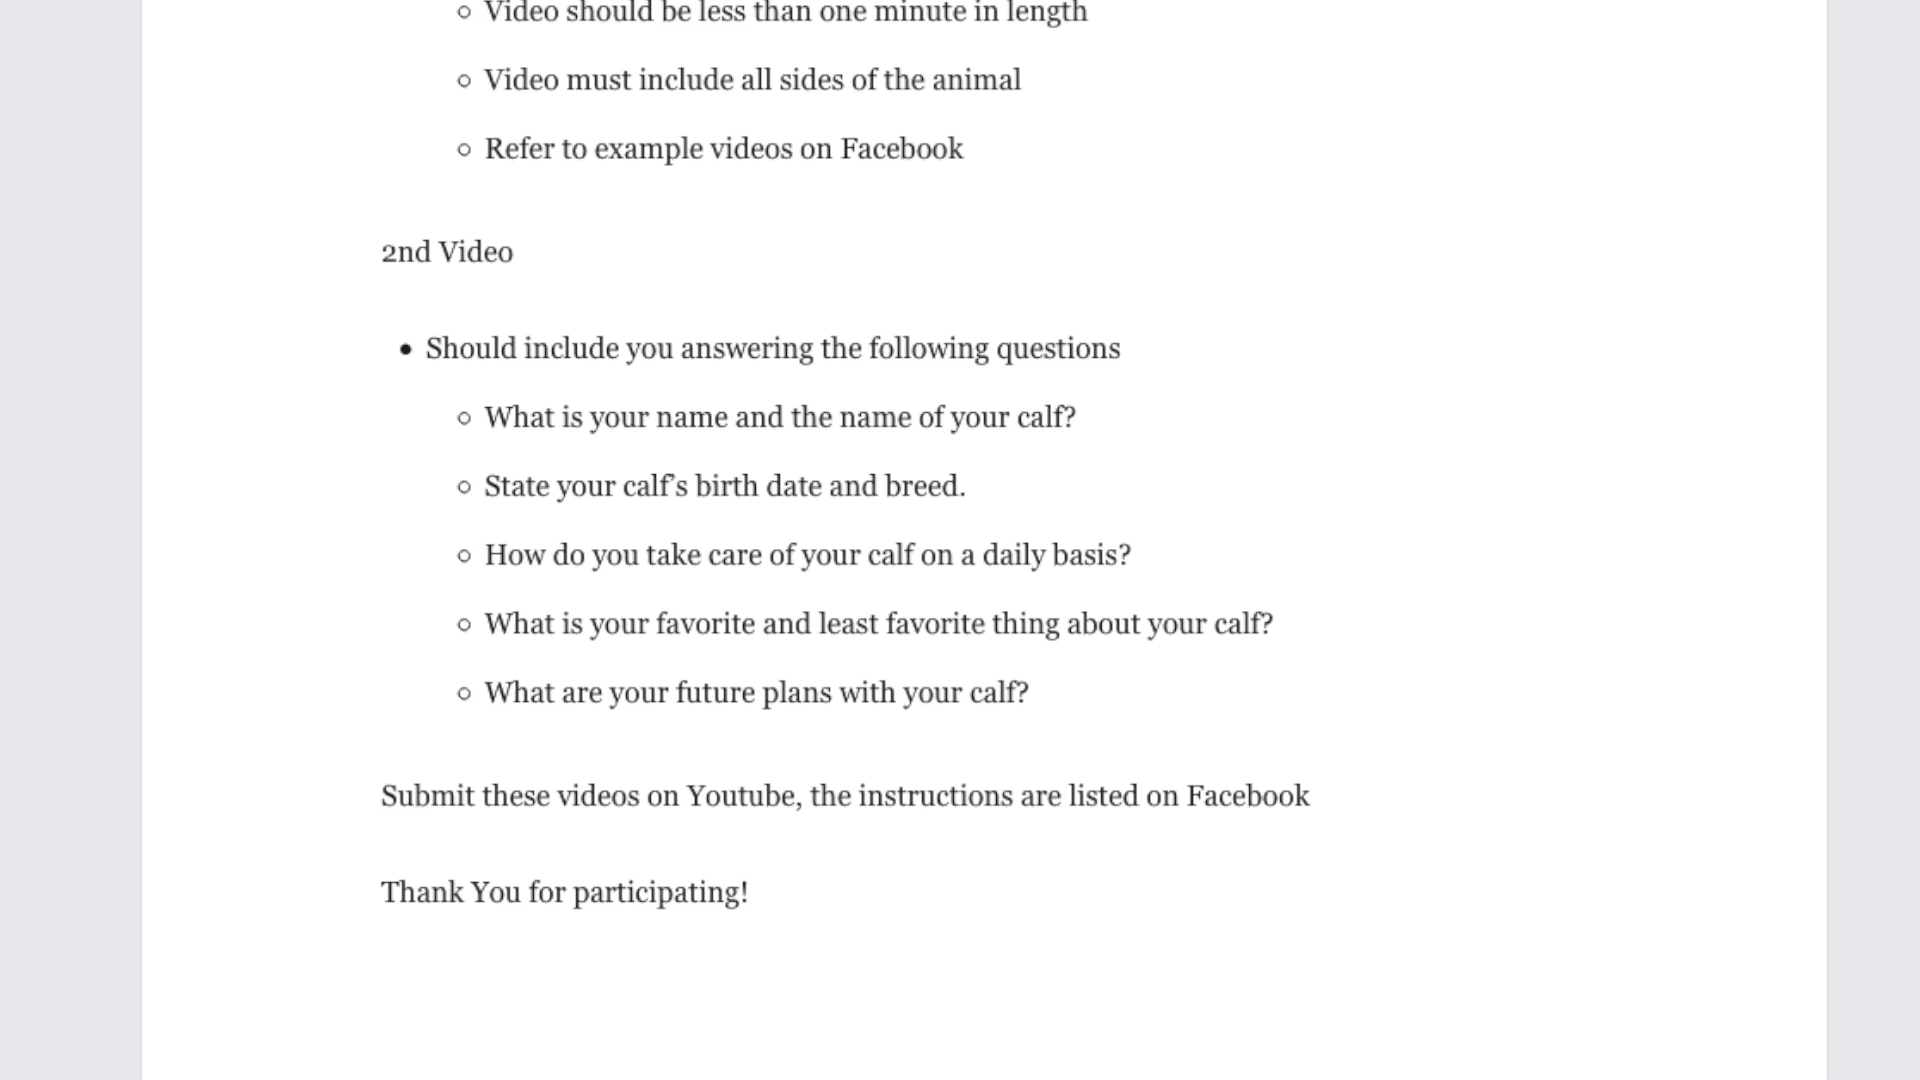 Video should be less than one minute in length
Video must include all sides of the animal
Refer to example videos on Facebook
2nd Video
Should include you answering the following questions
What is your name and the name of your calf?
State your calf's birth date and breed.
How do you take care of your calf on a daily basis?
What is your favorite and least favorite thing about your calf?
What are your future plans with your calf?
Submit these videos on Youtube, the instructions are listed on Facebook
Thank You for participating!